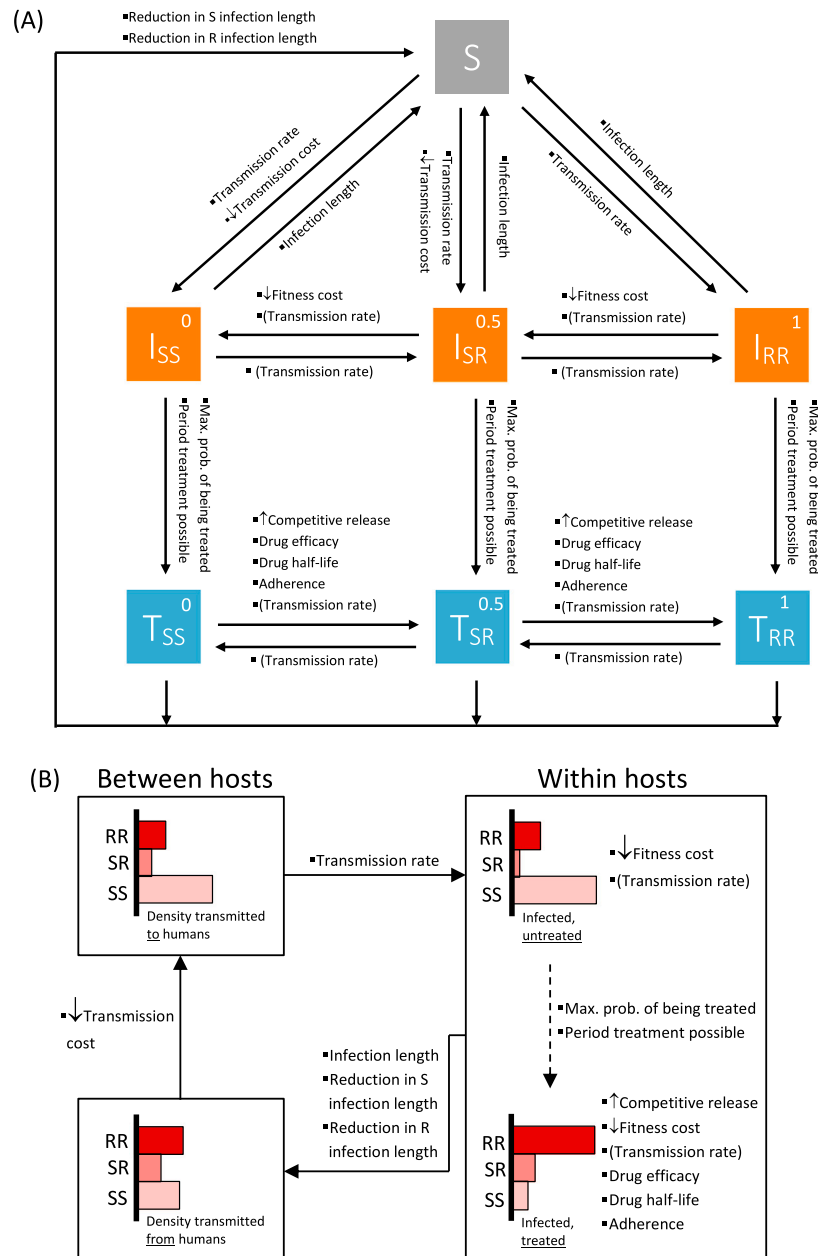 (A)
▪Reduction in S infection length
▪Reduction in R infection length
S
▪Transmission rate
▪↓Transmission cost
▪Infection length
▪Transmission rate
▪↓Transmission cost
▪Infection length
▪Infection length
▪Transmission rate
▪↓Fitness cost
▪(Transmission rate)
▪(Transmission rate)
▪↓Fitness cost
▪(Transmission rate)
▪(Transmission rate)
I_SS 0
I_SR 0.5
I_RR 1
▪Max. prob. of being treated
▪Period treatment possible
▪Max. prob. of being treated
▪Period treatment possible
▪Max. prob. of being treated
▪Period treatment possible
▪↑Competitive release
▪Drug efficacy
▪Drug half-life
▪Adherence
▪(Transmission rate)
▪(Transmission rate)
▪↑Competitive release
▪Drug efficacy
▪Drug half-life
▪Adherence
▪(Transmission rate)
▪(Transmission rate)
T_SS 0
T_SR 0.5
T_RR 1
(B)
Between hosts
Within hosts
RR
SR
SS
Density transmitted
to humans
▪Transmission rate
RR
SR
SS
Infected,
untreated
▪↓Fitness cost
▪(Transmission rate)
▪Max. prob. of being treated
▪Period treatment possible
▪↓Transmission
cost
▪Infection length
▪Reduction in S
infection length
▪Reduction in R
infection length
RR
SR
SS
Density transmitted
from humans
RR
SR
SS
Infected,
treated
▪↑Competitive release
▪↓Fitness cost
▪(Transmission rate)
▪Drug efficacy
▪Drug half-life
▪Adherence